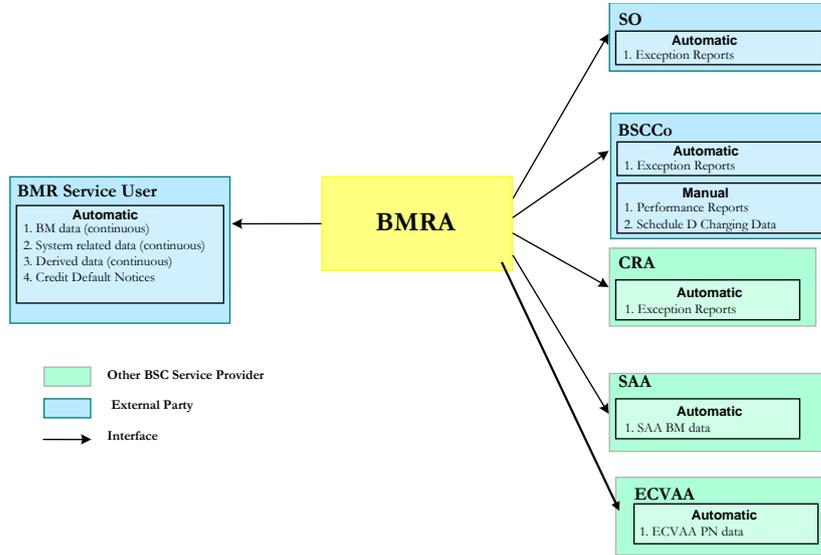 SO
Automatic
1. Exception Reports
BSCCo
Automatic
1. Exception Reports
Manual
1. Performance Reports
2. Schedule D Charging Data
BMR Service User
Automatic
1. BM data (continuous)
2. System related data (continuous)
3. Derived data (continuous)
4. Credit Default Notices
BMRA
CRA
Automatic
1. Exception Reports
Other BSC Service Provider
External Party
Interface
SAA
Automatic
1. SAA BM data
ECVAA
Automatic
1. ECVAA PN data